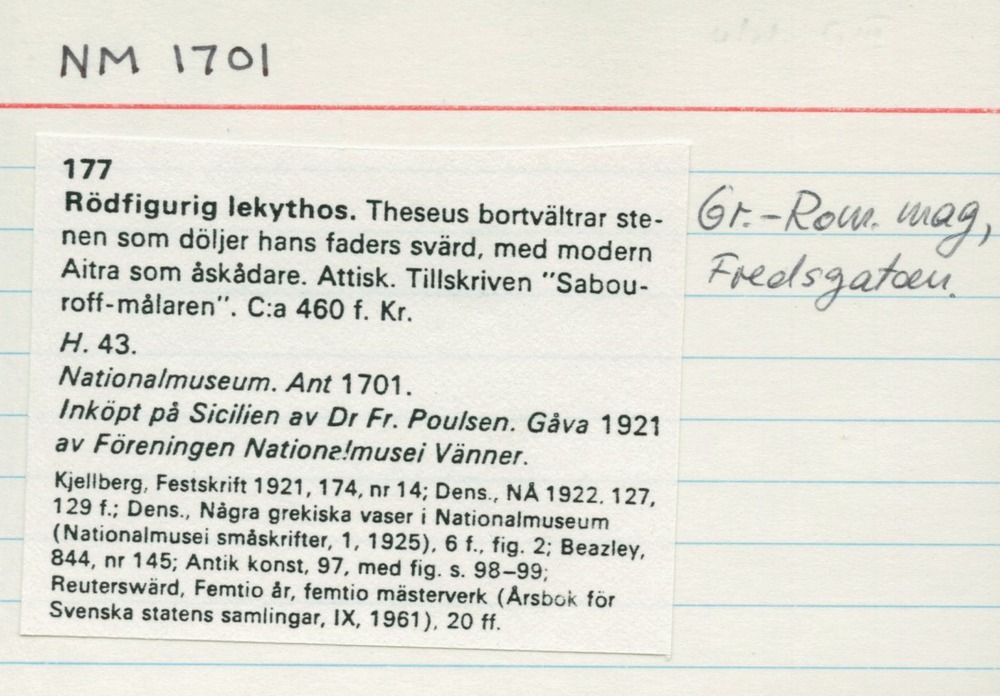 NM 1701
177
Rödfigurig lekythos. Theseus bortvältrar ste-
nen som döljer hans faders svärd, med modern
Aitra som åskådare. Attisk. Tillskriven "Sabou-
roff-målaren". C:a 460 f. Kr.
H. 43.
Nationalmuseum. Ant 1701.
Inköpt på Sicilien av Dr Fr. Poulsen. Gåva 1921
av Föreningen Nationalmusei Vänner.
Kjellberg, Festskrift 1921, 174, nr 14; Dens., NÅ 1922. 127,
129 f.; Dens., Några grekiska vaser i Nationalmuseum
(Nationalmusei småskrifter, 1, 1925), 6 f., fig. 2; Beazley,
844, nr 145; Antik konst, 97, med fig. s. 98–99;
Reuterswärd, Femtio år, femtio mästerverk (Årsbok för
Svenska statens samlingar, IX, 1961), 20 ff.
Gr.-Rom. mag,
Fredsgatan.